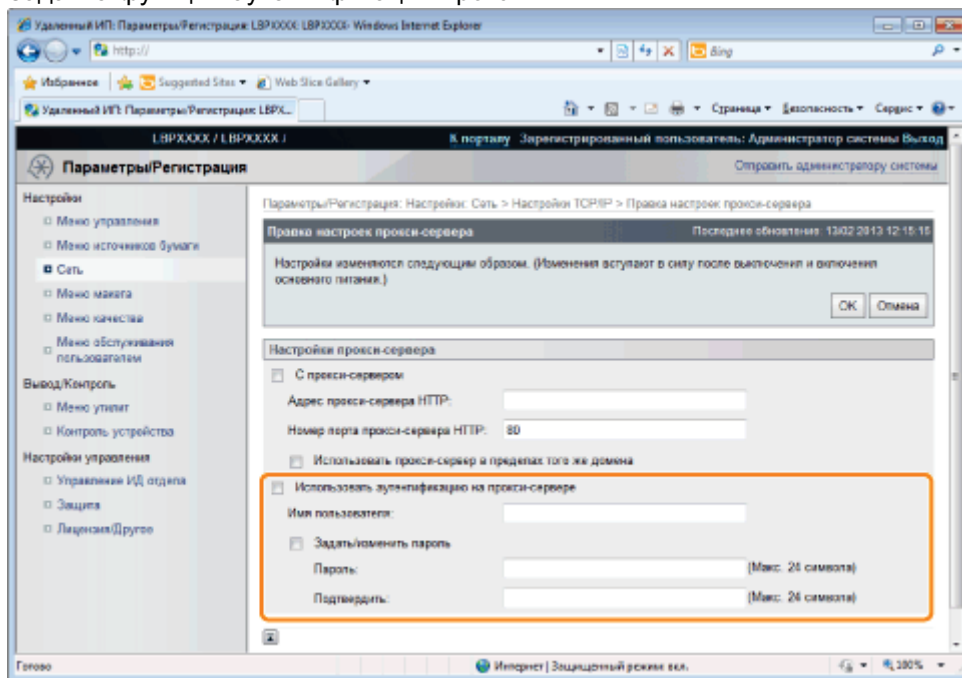 Удаленный ИП: Параметры/Регистрация: LBPXXXX: LBPXXXX- Windows Internet Explorer
http://
Bing
Избранное Suggested Sites Web Slice Gallery
Удаленный ИП: Параметры/Регистрация: LBPX...
Страница Безопасность Сервис
LBPXXXX / LBPXXXX /
К порталу Зарегистрированный пользователь: Администратор системы Выход
Параметры/Регистрация
Отправить администратору системы
Настройки
Меню управления
Меню источников бумаги
Сеть
Меню макета
Меню качества
Меню обслуживания пользователем
Вывод/Контроль
Меню утилит
Контроль устройства
Настройки управления
Управление ИД отдела
Защита
Лицензия/Другое
Параметры/Регистрация: Настройки: Сеть > Настройки TCP/IP > Правка настроек прокси-сервера
Правка настроек прокси-сервера
Последнее обновление: 13/02 2013 12:15:15
Настройки изменяются следующим образом. (Изменения вступают в силу после выключения и включения
основного питания.)
OK Отмена
Настройки прокси-сервера
С прокси-сервером
Адрес прокси-сервера HTTP:
Номер порта прокси-сервера HTTP: 80
Использовать прокси-сервер в пределах того же домена
Использовать аутентификацию на прокси-сервере
Имя пользователя:
Задать/изменить пароль
Пароль: (Макс. 24 символа)
Подтвердить: (Макс. 24 символа)
Готово
Интернет | Защищенный режим: вкл.
100%